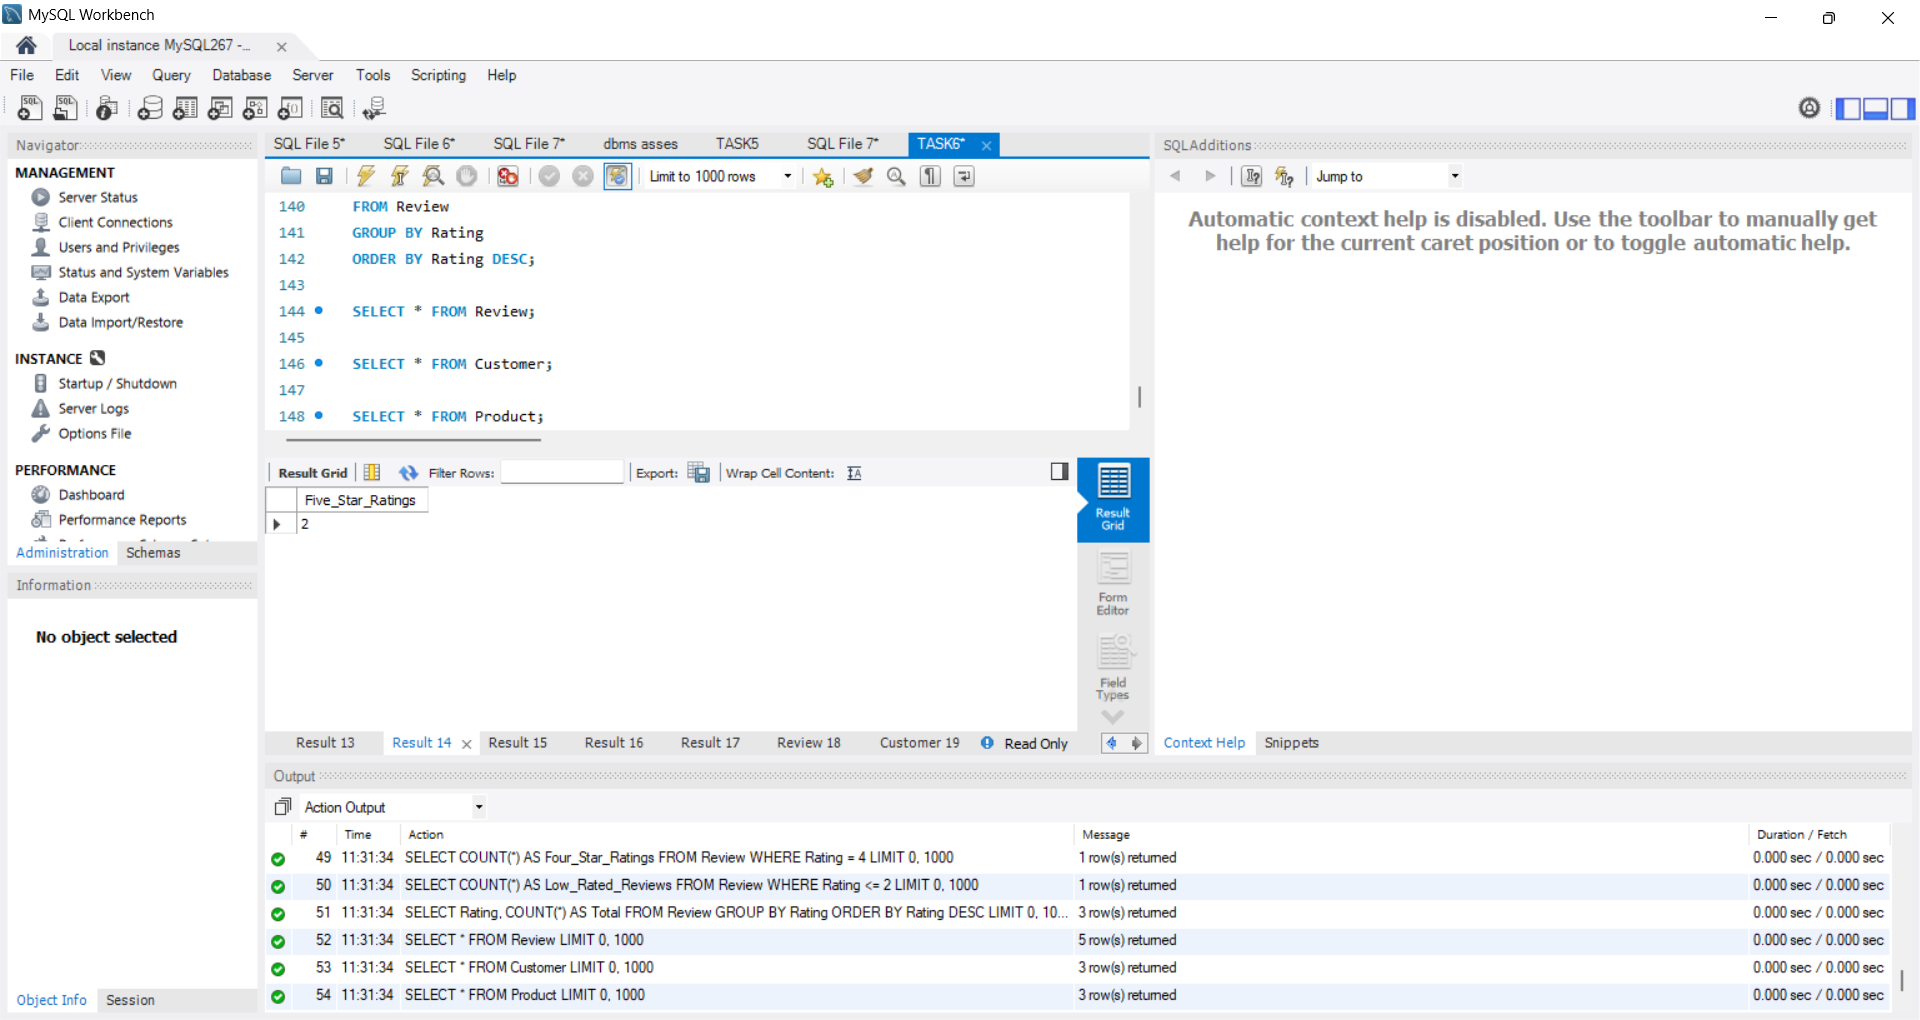 MySQL Workbench
Local instance MySQL267 -...
File Edit View Query Database Server Tools Scripting Help
Navigator
MANAGEMENT
Server Status
Client Connections
Users and Privileges
Status and System Variables
Data Export
Data Import/Restore
INSTANCE
Startup / Shutdown
Server Logs
Options File
PERFORMANCE
Dashboard
Performance Reports
Administration Schemas
Information
No object selected
Object Info Session
SQL File 5* SQL File 6* SQL File 7* dbms asses TASK5 SQL File 7* TASK6*
Limit to 1000 rows
140 FROM Review
141 GROUP BY Rating
142 ORDER BY Rating DESC;
143
144 SELECT * FROM Review;
145
146 SELECT * FROM Customer;
147
148 SELECT * FROM Product;
Result Grid Filter Rows: Export: Wrap Cell Content:
Five_Star_Ratings
2
Result Grid
Form Editor
Field Types
Result 13 Result 14 Result 15 Result 16 Result 17 Review 18 Customer 19 Read Only
SQLAdditions
Jump to
Automatic context help is disabled. Use the toolbar to manually get
help for the current caret position or to toggle automatic help.
Context Help Snippets
Output
Action Output
# Time Action Message Duration / Fetch
49 11:31:34 SELECT COUNT(*) AS Four_Star_Ratings FROM Review WHERE Rating = 4 LIMIT 0, 1000 1 row(s) returned 0.000 sec / 0.000 sec
50 11:31:34 SELECT COUNT(*) AS Low_Rated_Reviews FROM Review WHERE Rating <= 2 LIMIT 0, 1000 1 row(s) returned 0.000 sec / 0.000 sec
51 11:31:34 SELECT Rating, COUNT(*) AS Total FROM Review GROUP BY Rating ORDER BY Rating DESC LIMIT 0, 10... 3 row(s) returned 0.000 sec / 0.000 sec
52 11:31:34 SELECT * FROM Review LIMIT 0, 1000 5 row(s) returned 0.000 sec / 0.000 sec
53 11:31:34 SELECT * FROM Customer LIMIT 0, 1000 3 row(s) returned 0.000 sec / 0.000 sec
54 11:31:34 SELECT * FROM Product LIMIT 0, 1000 3 row(s) returned 0.000 sec / 0.000 sec